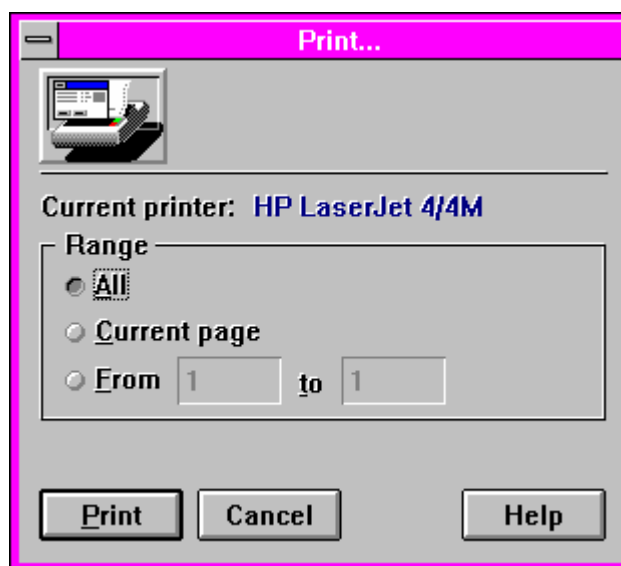 Print...
Current printer: HP LaserJet 4/4M
Range
All
Current page
From 1 to 1
Print Cancel Help